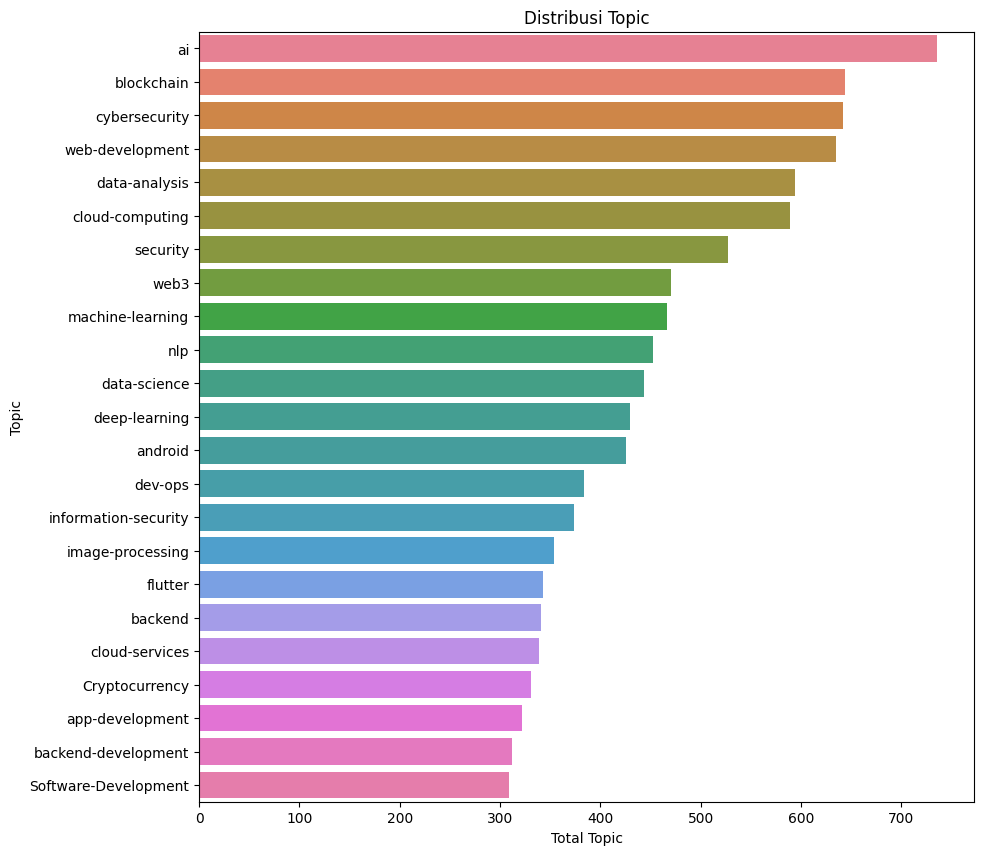 Distribusi Topic
Topic
ai
blockchain
cybersecurity
web-development
data-analysis
cloud-computing
security
web3
machine-learning
nlp
data-science
deep-learning
android
dev-ops
information-security
image-processing
flutter
backend
cloud-services
Cryptocurrency
app-development
backend-development
Software-Development
0 100 200 300 400 500 600 700
Total Topic